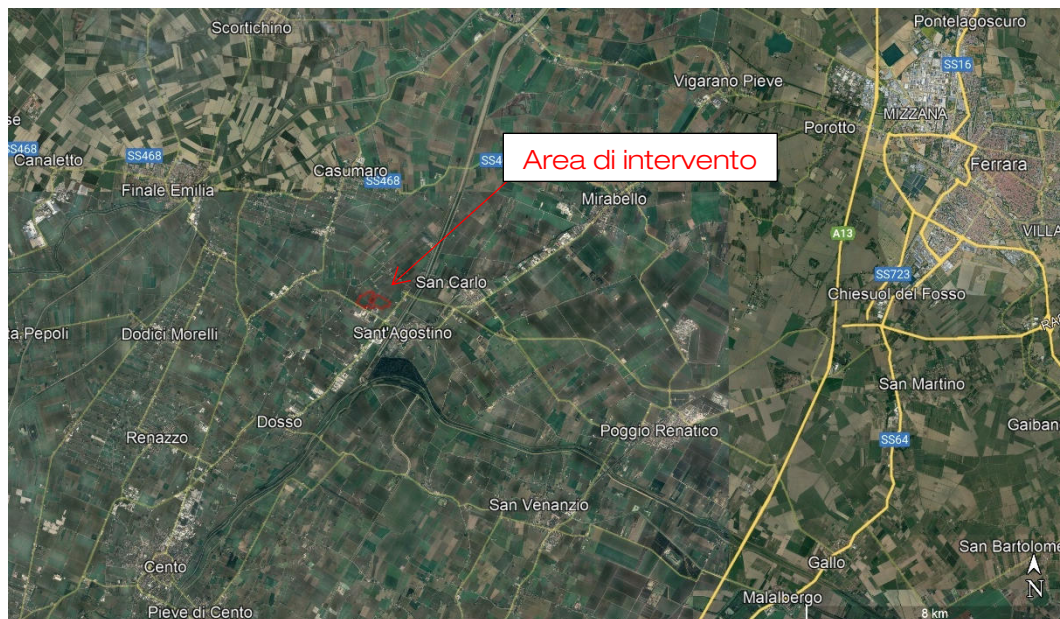 Scortichino
Pontelagoscuro
SS16
Vigarano Pieve
MIZZANA
Porotto
SS468
Canaletto
SS468
Casumaro
SS468
Area di intervento
Ferrara
Finale Emilia
Mirabello
A13
VILLA
San Carlo
SS723
Chiesuol del Fosso
ta Pepoli
Dodici Morelli
Sant'Agostino
RA
San Martino
Dosso
Renazzo
Poggio Renatico
SS64
Gaiban
San Venanzio
Cento
Gallo
San Bartolome
Pieve di Cento
Malalbergo
N
8 km